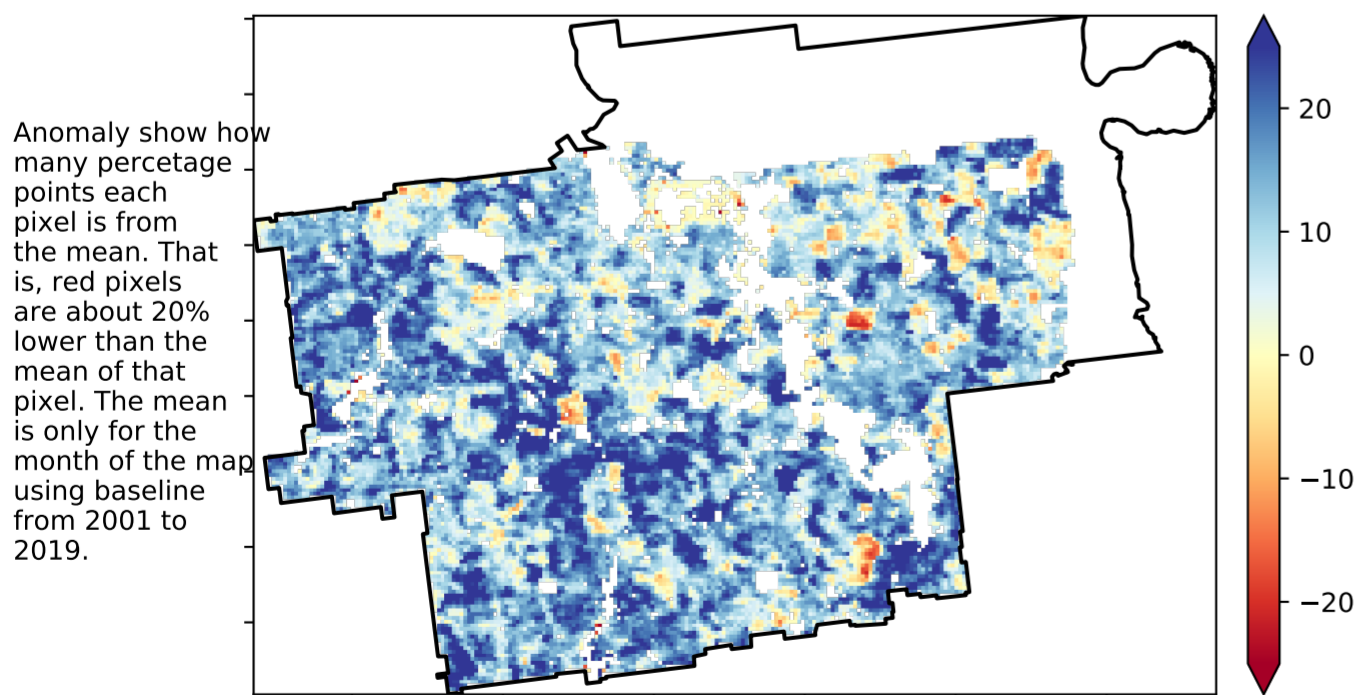 Anomaly show how
many percetage
points each
pixel is from
the mean. That
is, red pixels
are about 20%
lower than the
mean of that
pixel. The mean
is only for the
month of the map
using baseline
from 2001 to
2019.
20
10
0
−10
−20